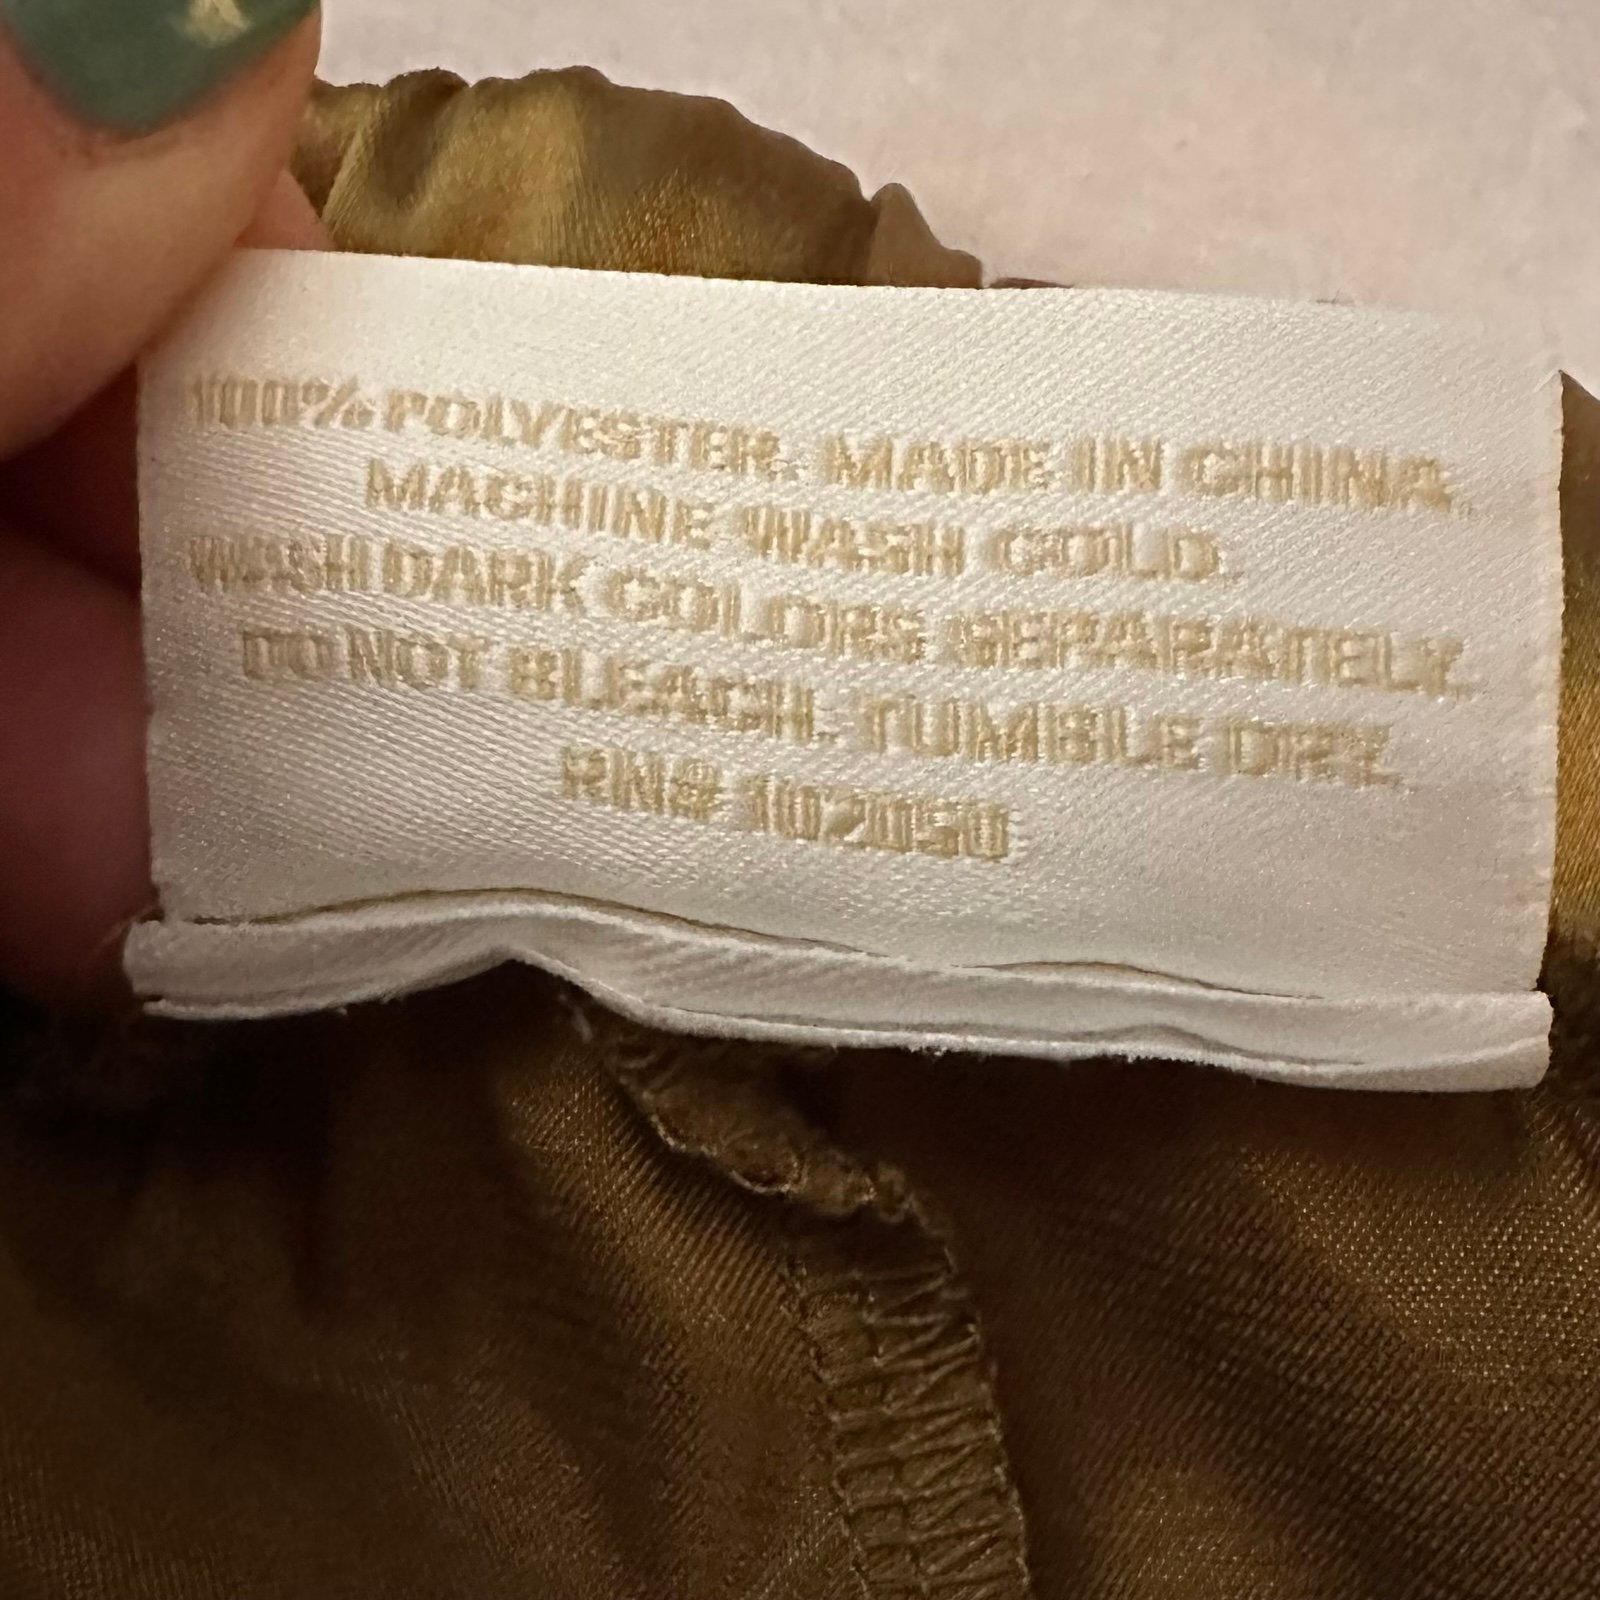 100% POLYESTER. MADE IN CHINA.
MACHINE WASH COLD.
WASH DARK COLORS SEPARATELY.
DO NOT BLEACH. TUMBLE DRY.
RN# 102050